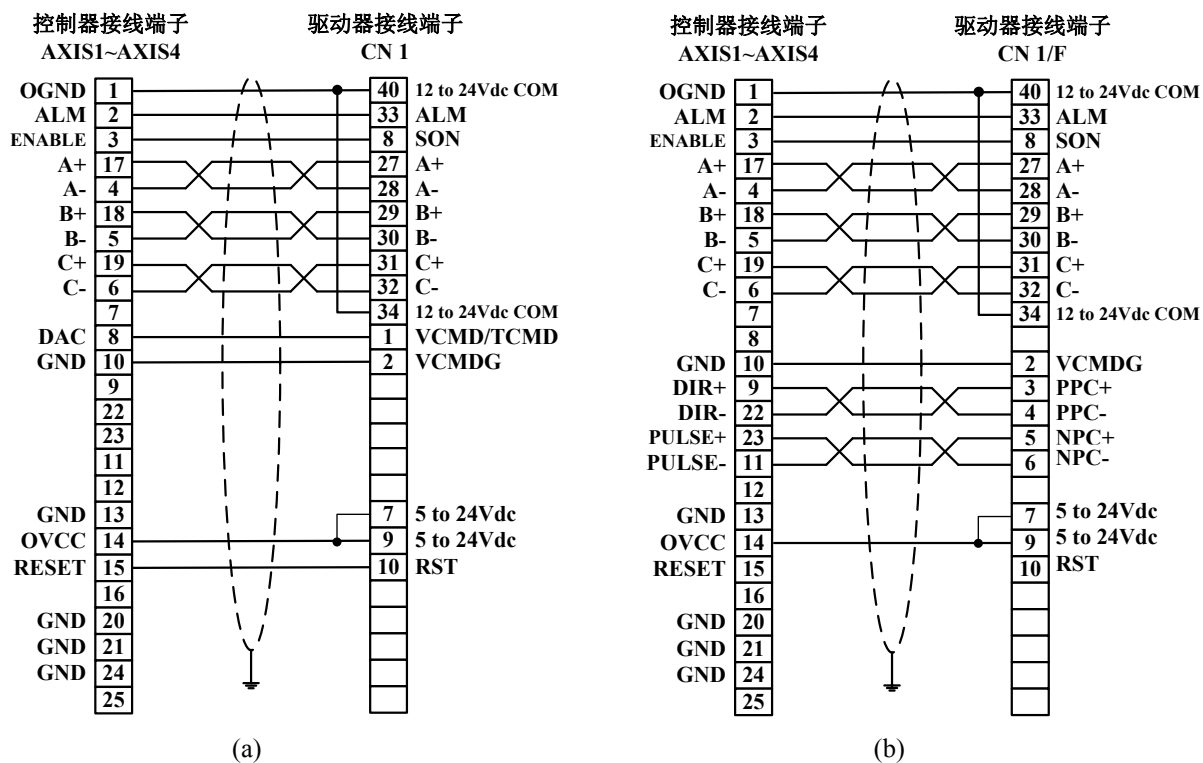 控制器接线端子 驱动器接线端子
AXIS1~AXIS4 CN 1
OGND 1 40 12 to 24Vdc COM
ALM 2 33 ALM
ENABLE 3 8 SON
A+ 17 27 A+
A- 4 28 A-
B+ 18 29 B+
B- 5 30 B-
C+ 19 31 C+
C- 6 32 C-
7 34 12 to 24Vdc COM
DAC 8 1 VCMD/TCMD
GND 10 2 VCMDG
9
22
23
11
12
GND 13 7 5 to 24Vdc
OVCC 14 9 5 to 24Vdc
RESET 15 10 RST
16
GND 20
GND 21
GND 24
25
(a)
控制器接线端子 驱动器接线端子
AXIS1~AXIS4 CN 1/F
OGND 1 40 12 to 24Vdc COM
ALM 2 33 ALM
ENABLE 3 8 SON
A+ 17 27 A+
A- 4 28 A-
B+ 18 29 B+
B- 5 30 B-
C+ 19 31 C+
C- 6 32 C-
7 34 12 to 24Vdc COM
8
GND 10 2 VCMDG
DIR+ 9 3 PPC+
DIR- 22 4 PPC-
PULSE+ 23 5 NPC+
PULSE- 11 6 NPC-
12
GND 13 7 5 to 24Vdc
OVCC 14 9 5 to 24Vdc
RESET 15 10 RST
16
GND 20
GND 21
GND 24
25
(b)